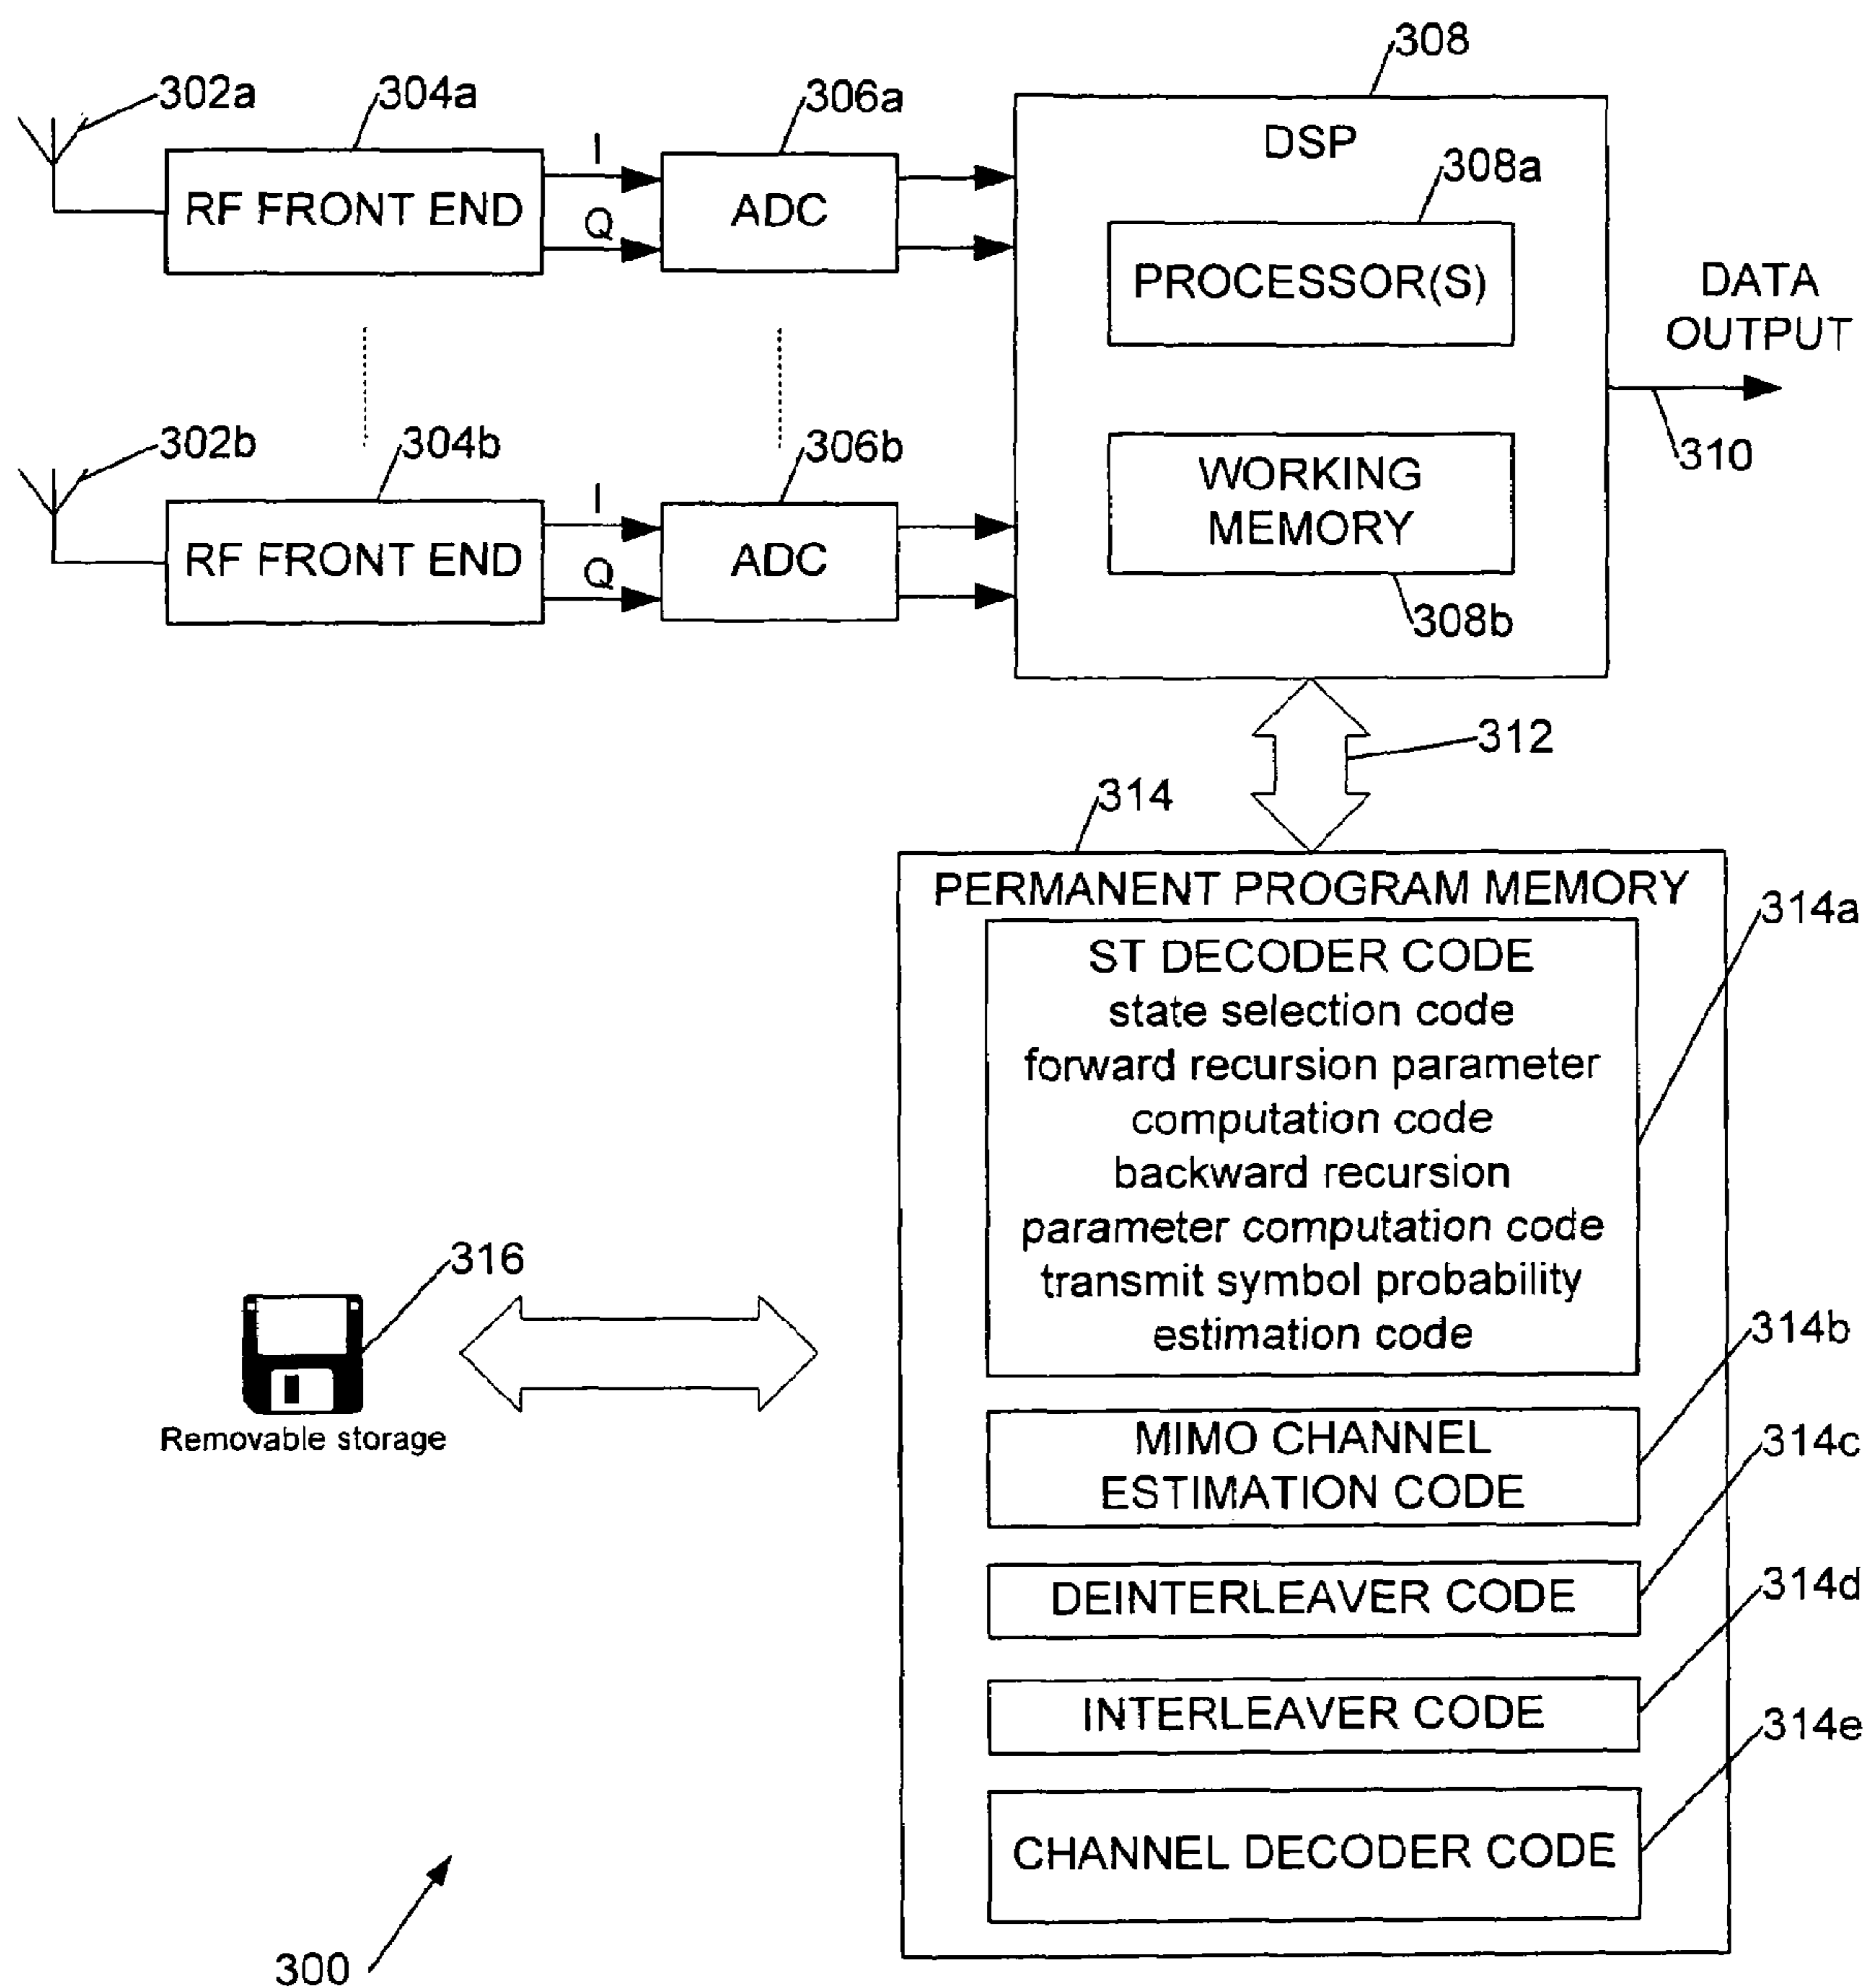 308
302a
304a
306a
DSP
I
308a
RF FRONT END
ADC
Q
PROCESSOR(S)
DATA
OUTPUT
302b
304b
306b
310
WORKING
MEMORY
I
RF FRONT END
ADC
Q
308b
312
314
PERMANENT PROGRAM MEMORY
314a
ST DECODER CODE
state selection code
forward recursion parameter
computation code
backward recursion
parameter computation code
transmit symbol probability
estimation code
316
Removable storage
314b
MIMO CHANNEL
ESTIMATION CODE
314c
DEINTERLEAVER CODE
314d
INTERLEAVER CODE
314e
CHANNEL DECODER CODE
300